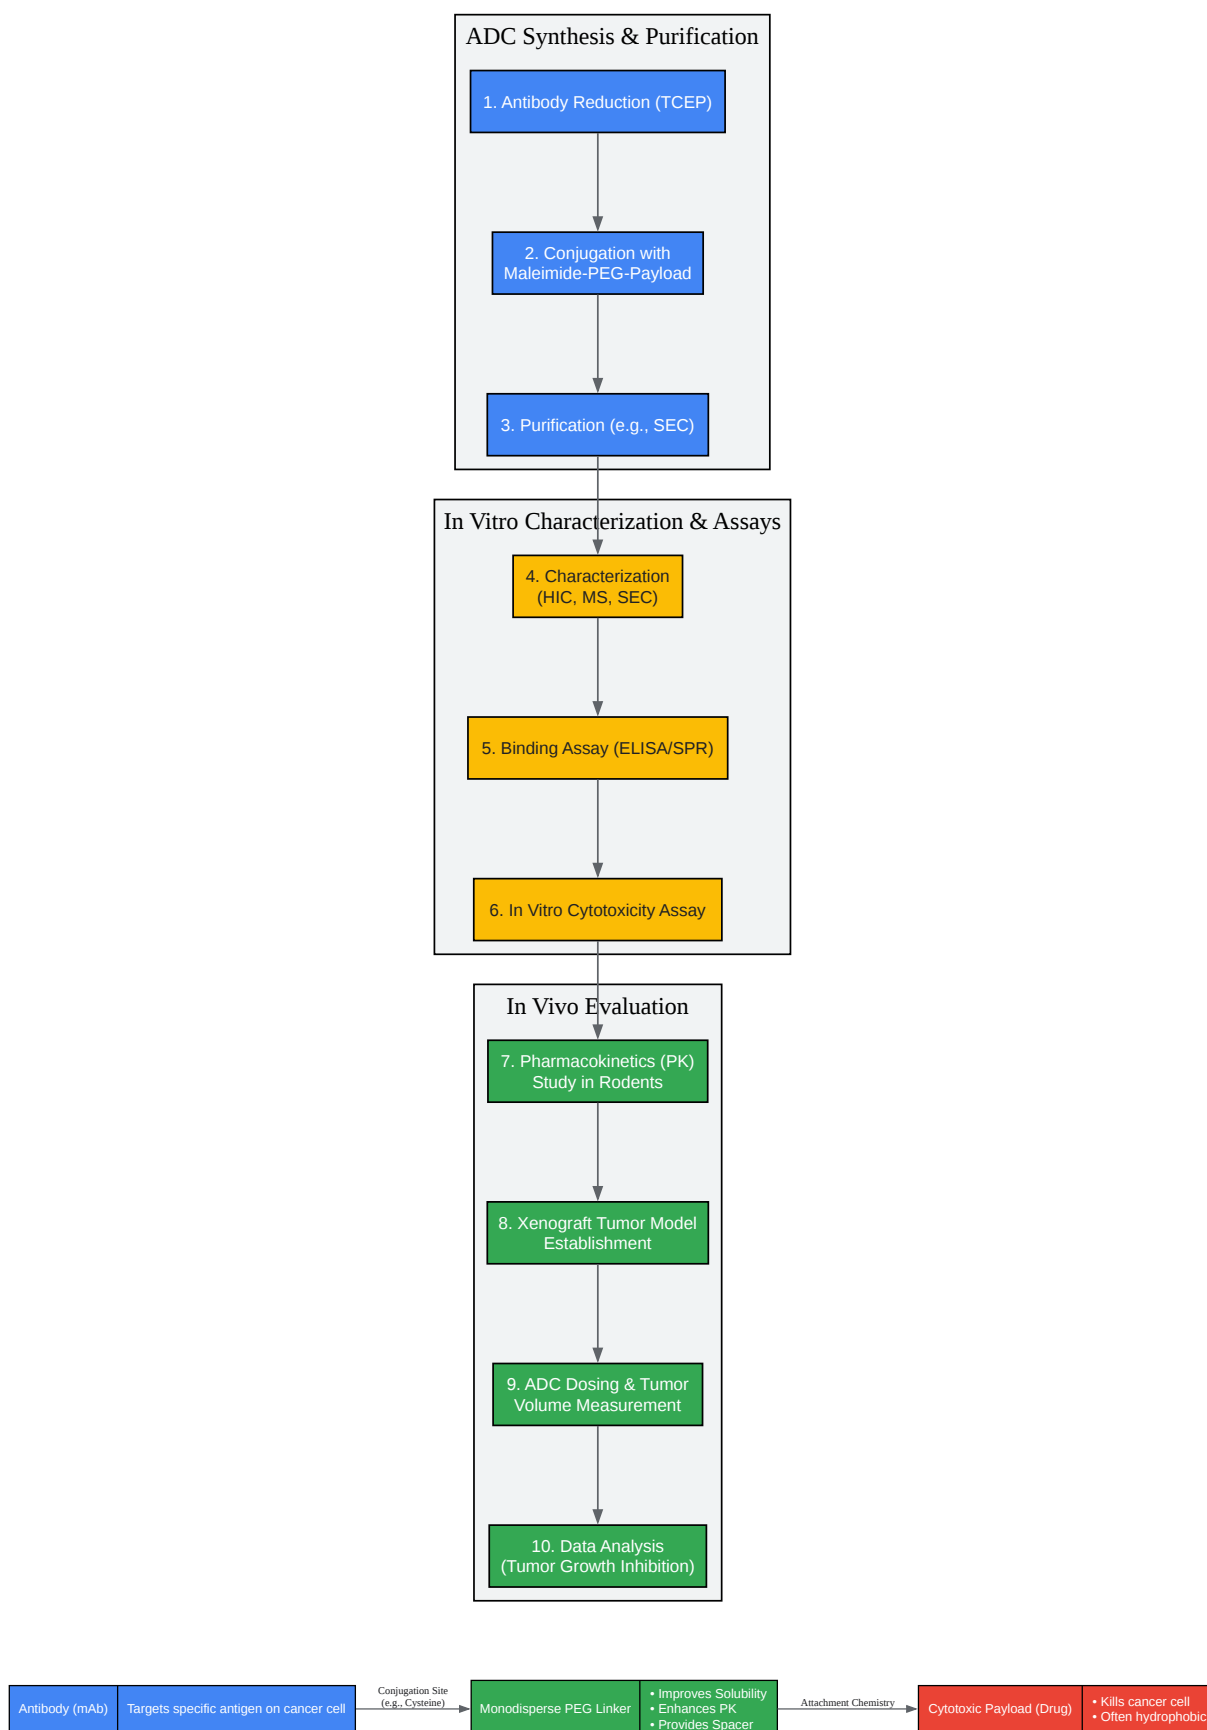 ADC Synthesis & Purification
1. Antibody Reduction (TCEP)
2. Conjugation with
Maleimide-PEG-Payload
3. Purification (e.g., SEC)
In Vitro Characterization & Assays
4. Characterization
(HIC, MS, SEC)
5. Binding Assay (ELISA/SPR)
6. In Vitro Cytotoxicity Assay
In Vivo Evaluation
7. Pharmacokinetics (PK)
Study in Rodents
8. Xenograft Tumor Model
Establishment
9. ADC Dosing & Tumor
Volume Measurement
10. Data Analysis
(Tumor Growth Inhibition)
Antibody (mAb)
Targets specific antigen on cancer cell
Conjugation Site
(e.g., Cysteine)
Monodisperse PEG Linker
• Improves Solubility
• Enhances PK
• Provides Spacer
Attachment Chemistry
Cytotoxic Payload (Drug)
• Kills cancer cell
• Often hydrophobic